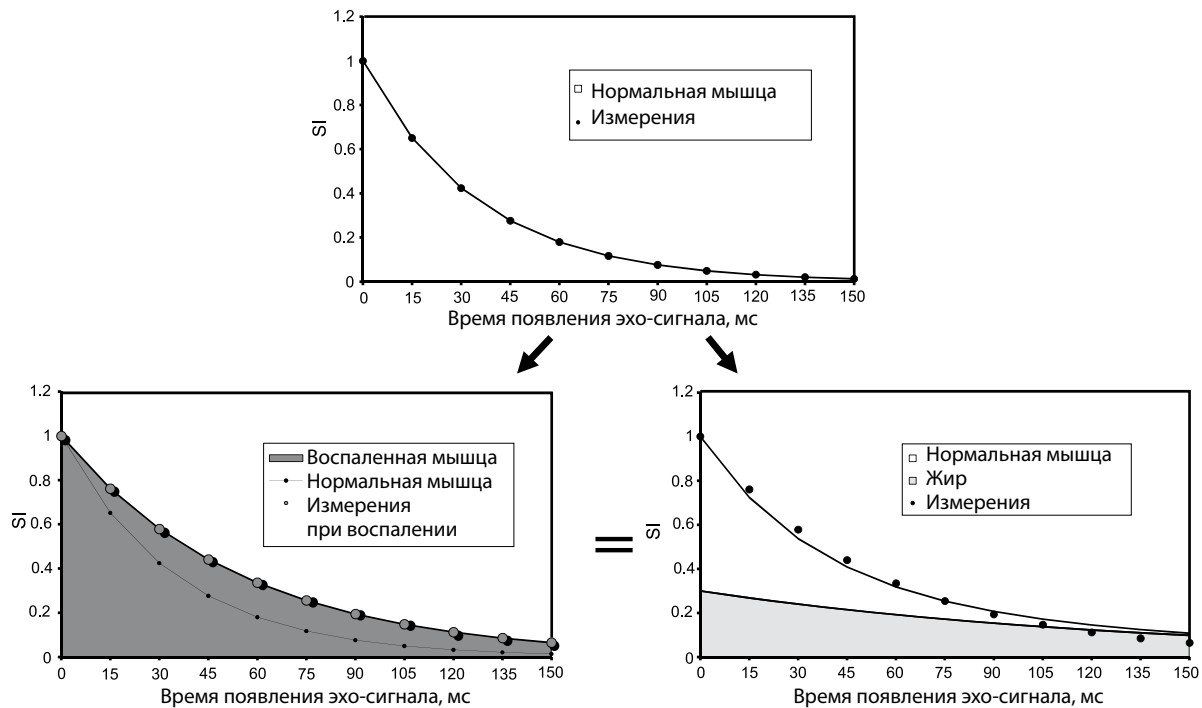 1.2
1
0.8
0.6
0.4
0.2
0
SI
Нормальная мышца
Измерения
0 15 30 45 60 75 90 105 120 135 150
Время появления эхо-сигнала, мс
1.2
1
0.8
0.6
0.4
0.2
0
SI
Воспаленная мышца
Нормальная мышца
Измерения
при воспалении
0 15 30 45 60 75 90 105 120 135 150
Время появления эхо-сигнала, мс
=
1.2
1
0.8
0.6
0.4
0.2
0
SI
Нормальная мышца
Жир
Измерения
0 15 30 45 60 75 90 105 120 135 150
Время появления эхо-сигнала, мс